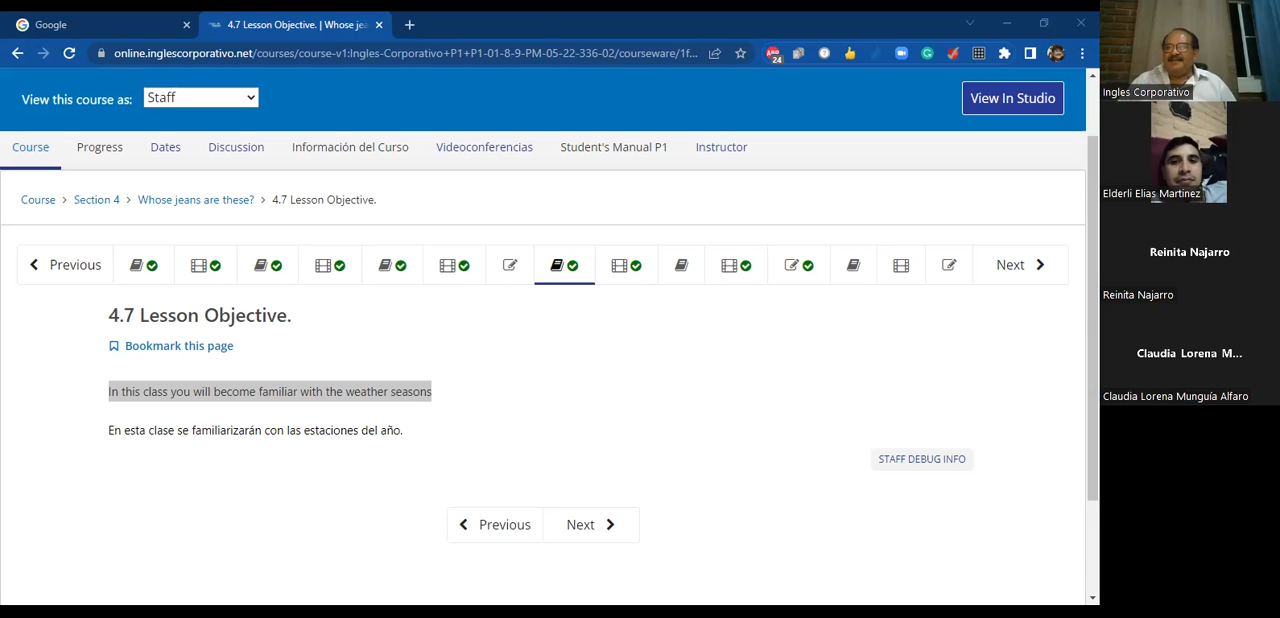 Google
4.7 Lesson Objective. | Whose jea
online.inglescorporativo.net/courses/course-v1:Ingles-Corporativo+P1+P1-01-8-9-PM-05-22-336-02/courseware/1f...
24
View this course as:
Staff
View In Studio
Course
Progress
Dates
Discussion
Información del Curso
Videoconferencias
Student's Manual P1
Instructor
Course > Section 4 > Whose jeans are these? > 4.7 Lesson Objective.
Previous
Next
4.7 Lesson Objective.
Bookmark this page
In this class you will become familiar with the weather seasons
En esta clase se familiarizarán con las estaciones del año.
STAFF DEBUG INFO
Previous
Next
Ingles Corporativo
Elderli Elias Martinez
Reinita Najarro
Reinita Najarro
Claudia Lorena M...
Claudia Lorena Munguía Alfaro